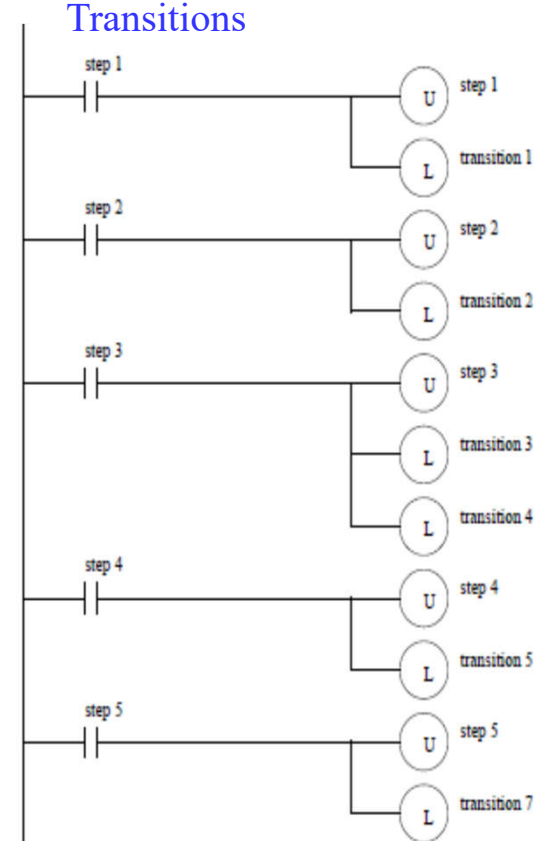 Transitions
step 1
U
step 1
L
transition 1
step 2
U
step 2
L
transition 2
step 3
U
step 3
L
transition 3
L
transition 4
step 4
U
step 4
L
transition 5
step 5
U
step 5
L
transition 7